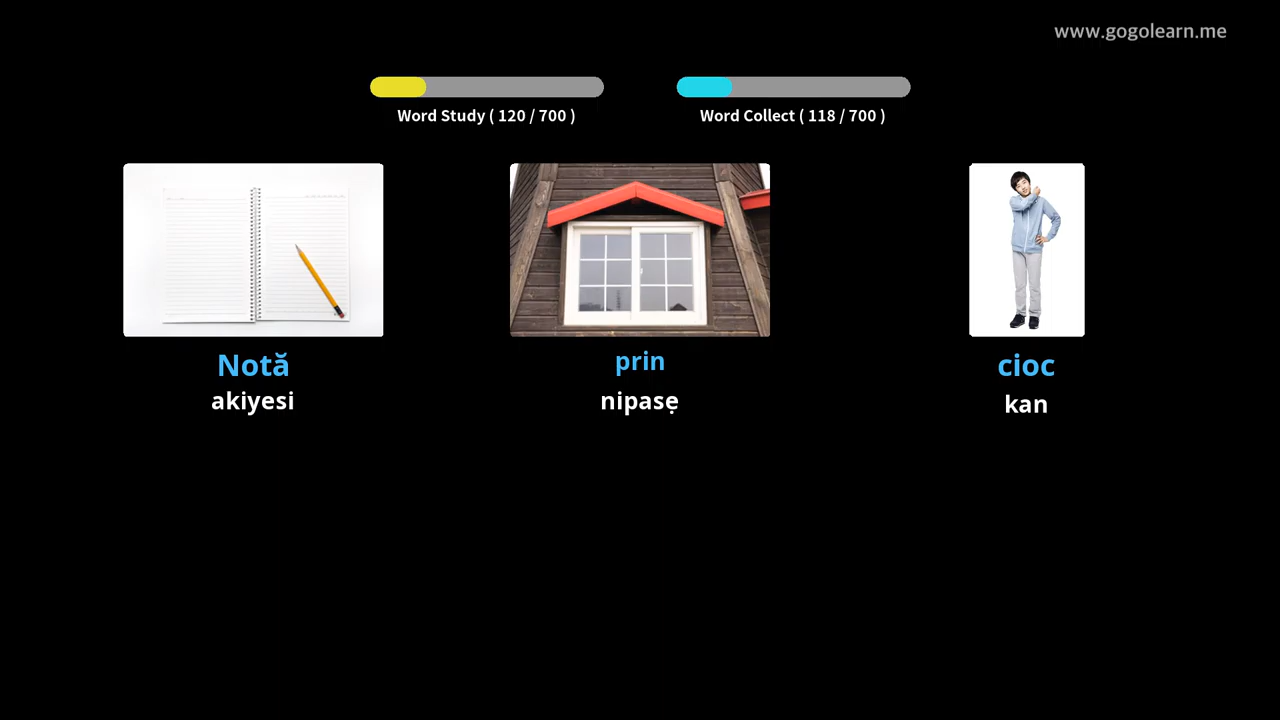 www.gogolearn.me
Word Study ( 120 / 700 )
Word Collect ( 118 / 700 )
Notă
akiyesi
prin
nipasẹ
cioc
kan